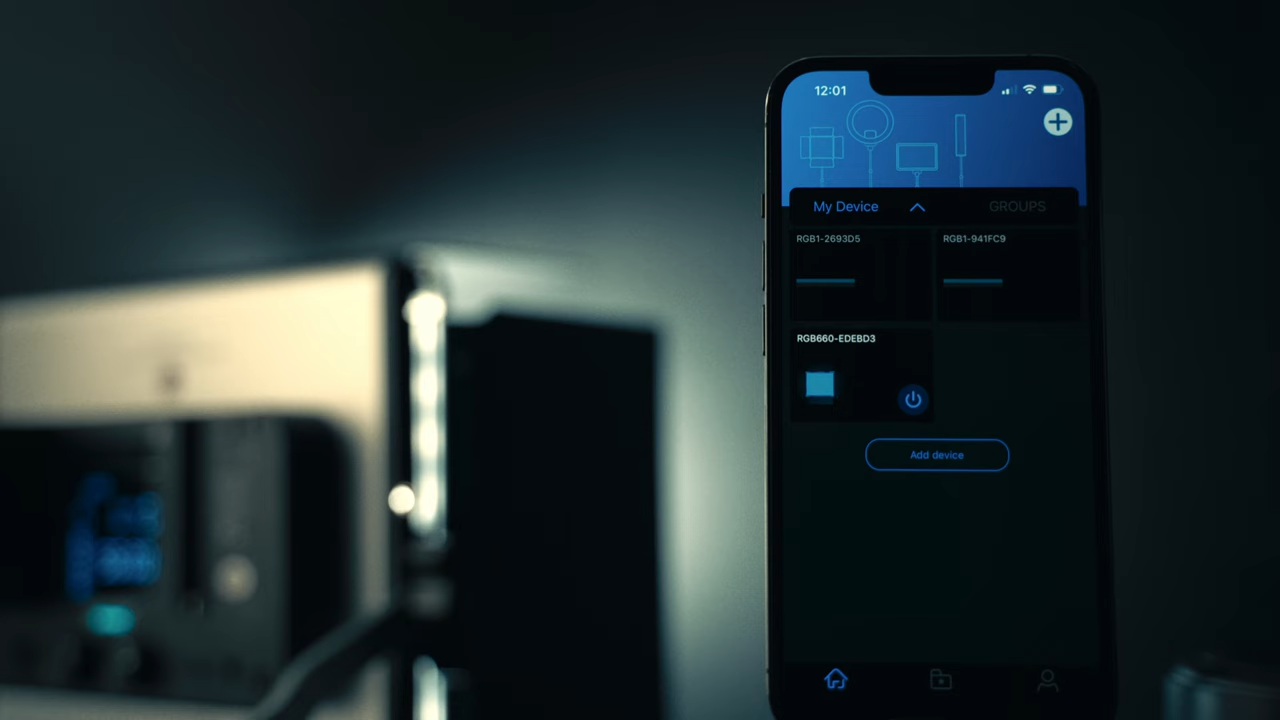 12:01
My Device
GROUPS
RGB1-2693D5
RGB1-941FC9
RGB660-EDEBD3
Add device